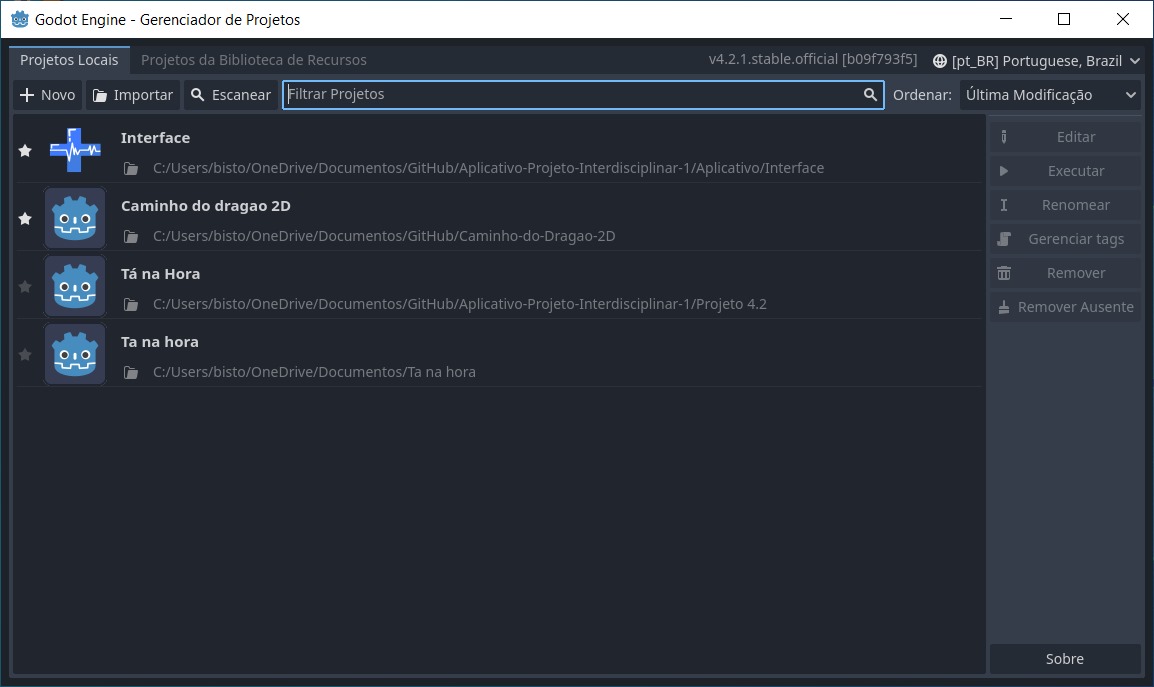 Godot Engine - Gerenciador de Projetos
Projetos Locais Projetos da Biblioteca de Recursos v4.2.1.stable.official [b09f793f5] [pt_BR] Portuguese, Brazil
Novo Importar Escanear Filtrar Projetos Ordenar: Última Modificação
Interface
C:/Users/bisto/OneDrive/Documentos/GitHub/Aplicativo-Projeto-Interdisciplinar-1/Aplicativo/Interface
Caminho do dragao 2D
C:/Users/bisto/OneDrive/Documentos/GitHub/Caminho-do-Dragao-2D
Tá na Hora
C:/Users/bisto/OneDrive/Documentos/GitHub/Aplicativo-Projeto-Interdisciplinar-1/Projeto 4.2
Ta na hora
C:/Users/bisto/OneDrive/Documentos/Ta na hora
Editar
Executar
Renomear
Gerenciar tags
Remover
Remover Ausente
Sobre